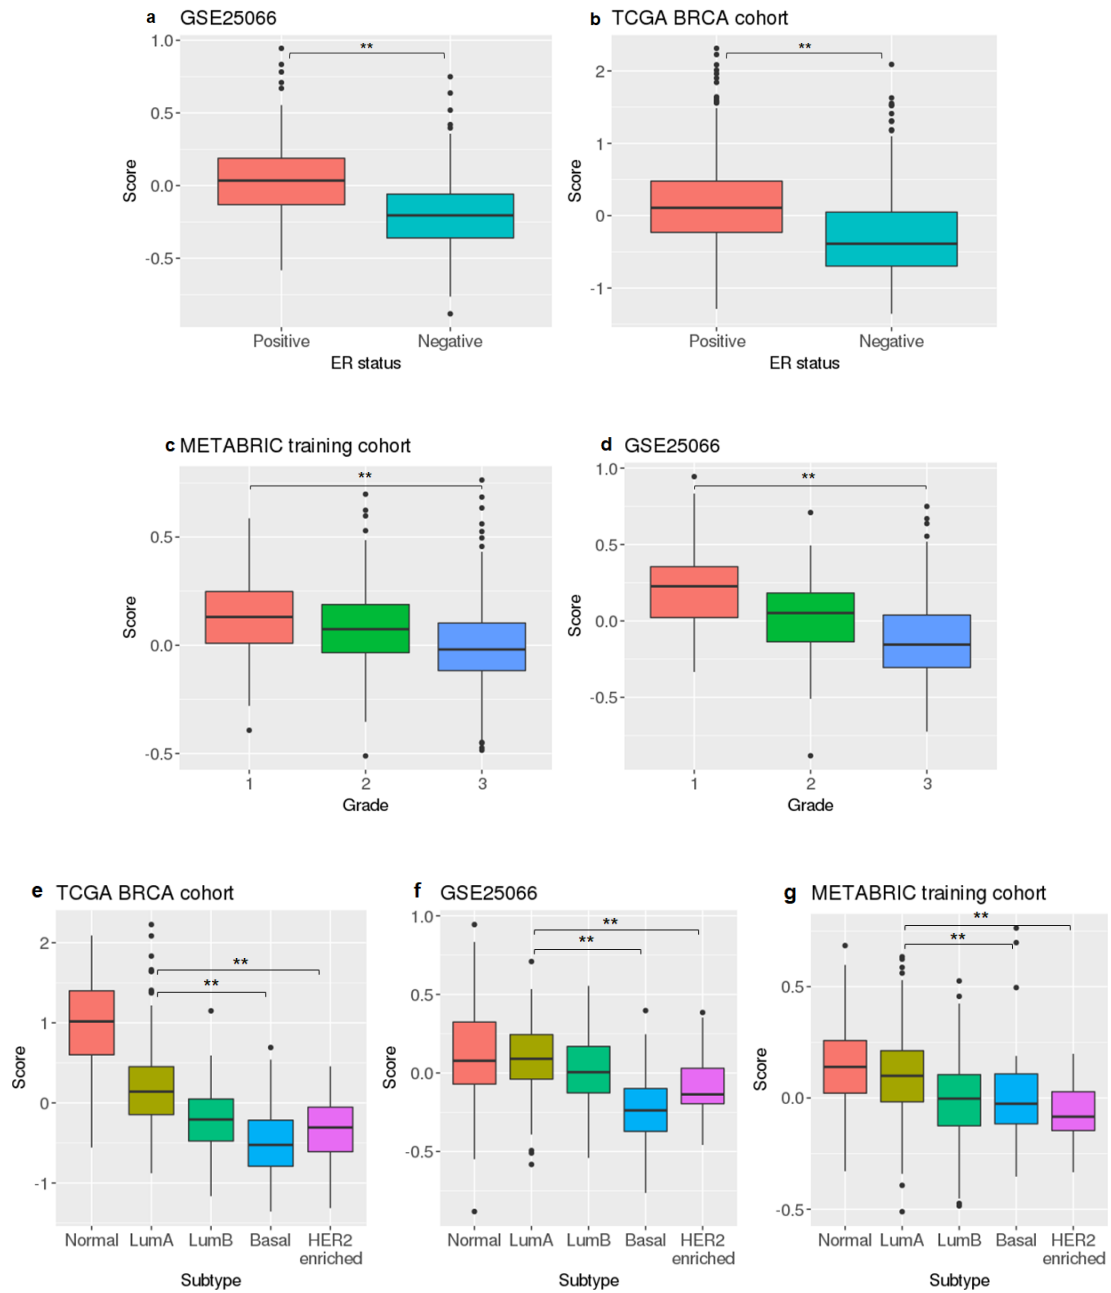 a GSE25066
1.0
0.5
0.0
-0.5
Score
**
Positive Negative
ER status
b TCGA BRCA cohort
2
1
0
-1
Score
**
Positive Negative
ER status
c METABRIC training cohort
0.5
0.0
-0.5
Score
**
1 2 3
Grade
d GSE25066
1.0
0.5
0.0
-0.5
Score
**
1 2 3
Grade
e TCGA BRCA cohort
2
1
0
-1
Score
**
**
Normal LumA LumB Basal HER2
enriched
Subtype
f GSE25066
1.0
0.5
0.0
-0.5
Score
**
**
Normal LumA LumB Basal HER2
enriched
Subtype
g METABRIC training cohort
0.5
0.0
-0.5
Score
**
**
Normal LumA LumB Basal HER2
enriched
Subtype